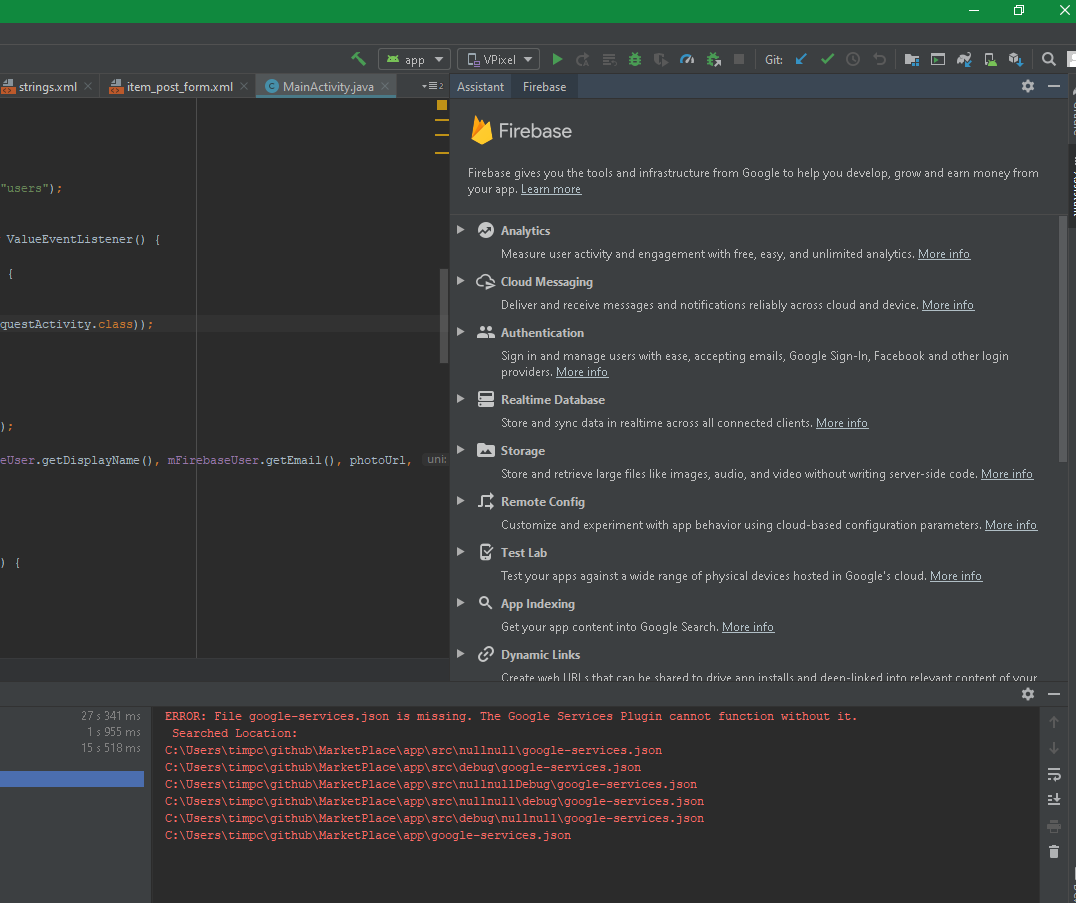 app
VPixel
Git:
strings.xml
item_post_form.xml
MainActivity.java
2
Assistant
Firebase
"users");
ValueEventListener() {
{
questActivity.class));
);
eUser.getDisplayName(), mFirebaseUser.getEmail(), photoUrl,
) {
Firebase
Firebase gives you the tools and infrastructure from Google to help you develop, grow and earn money from
your app. Learn more
Analytics
Measure user activity and engagement with free, easy, and unlimited analytics. More info
Cloud Messaging
Deliver and receive messages and notifications reliably across cloud and device. More info
Authentication
Sign in and manage users with ease, accepting emails, Google Sign-In, Facebook and other login
providers. More info
Realtime Database
Store and sync data in realtime across all connected clients. More info
Storage
Store and retrieve large files like images, audio, and video without writing server-side code. More info
Remote Config
Customize and experiment with app behavior using cloud-based configuration parameters. More info
Test Lab
Test your apps against a wide range of physical devices hosted in Google's cloud. More info
App Indexing
Get your app content into Google Search. More info
Dynamic Links
Create web URLs that can be shared to drive app installs and deep-linked into relevant content of your
27 s 341 ms
1 s 955 ms
15 s 518 ms
ERROR: File google-services.json is missing. The Google Services Plugin cannot function without it.
Searched Location:
C:\Users\timpc\github\MarketPlace\app\src\nullnull\google-services.json
C:\Users\timpc\github\MarketPlace\app\src\debug\google-services.json
C:\Users\timpc\github\MarketPlace\app\src\nullnullDebug\google-services.json
C:\Users\timpc\github\MarketPlace\app\src\nullnull\debug\google-services.json
C:\Users\timpc\github\MarketPlace\app\src\debug\nullnull\google-services.json
C:\Users\timpc\github\MarketPlace\app\google-services.json